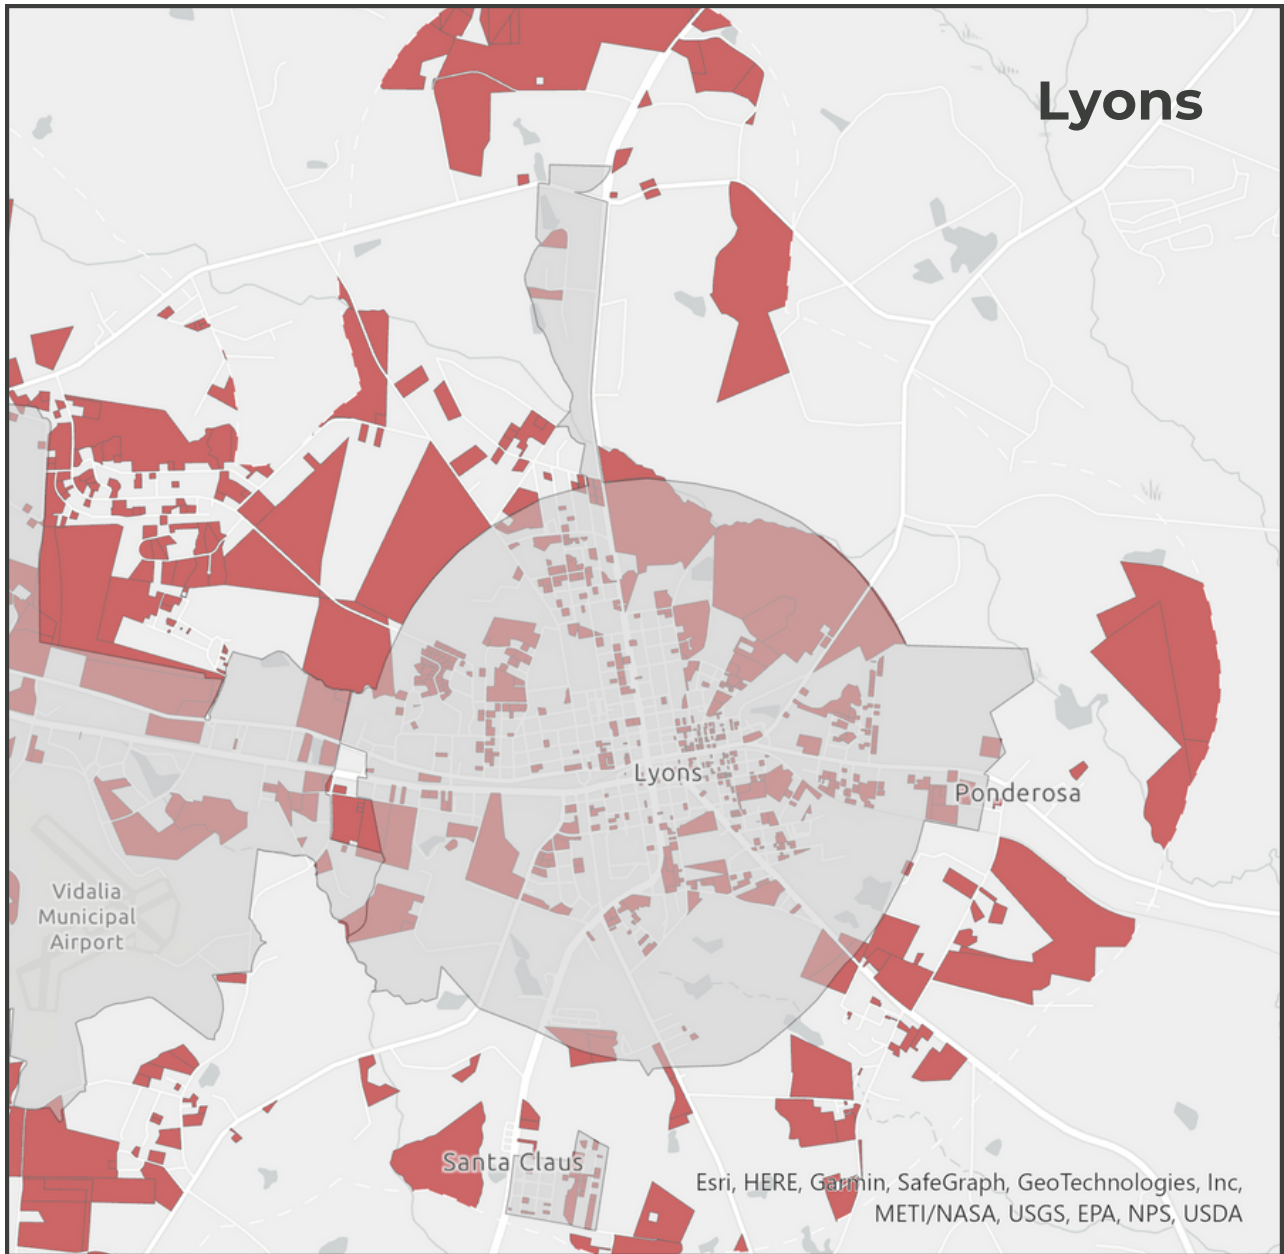 Lyons
Lyons
Ponderosa
Vidalia
Municipal
Airport
Santa Claus
Esri, HERE, Garmin, SafeGraph, GeoTechnologies, Inc,
METI/NASA, USGS, EPA, NPS, USDA